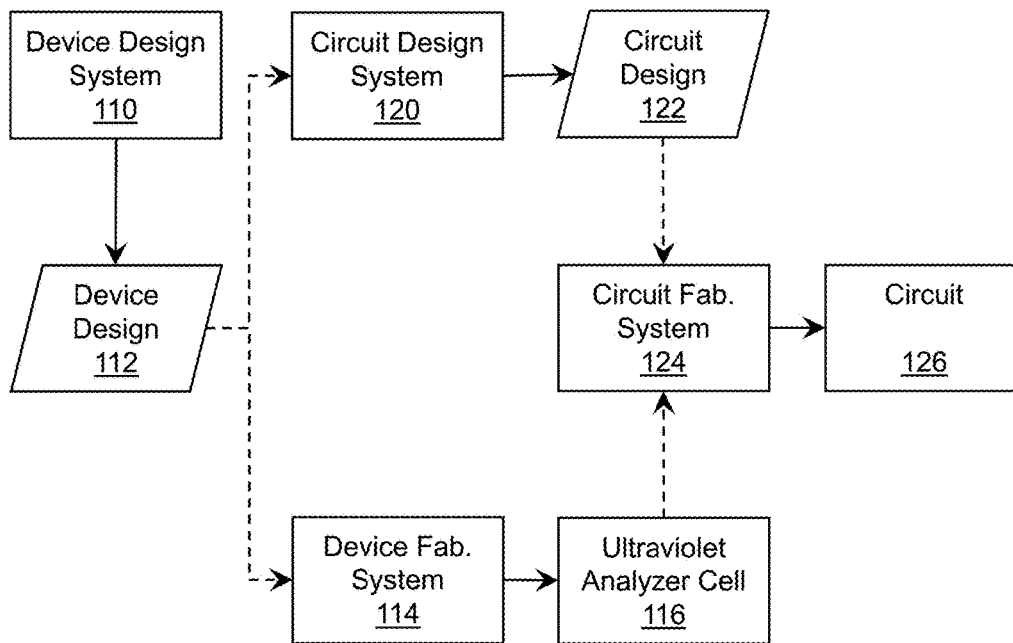 Device Design
System
110
Circuit Design
System
120
Circuit
Design
122
Device
Design
112
Circuit Fab.
System
124
Circuit
126
Device Fab.
System
114
Ultraviolet
Analyzer Cell
116